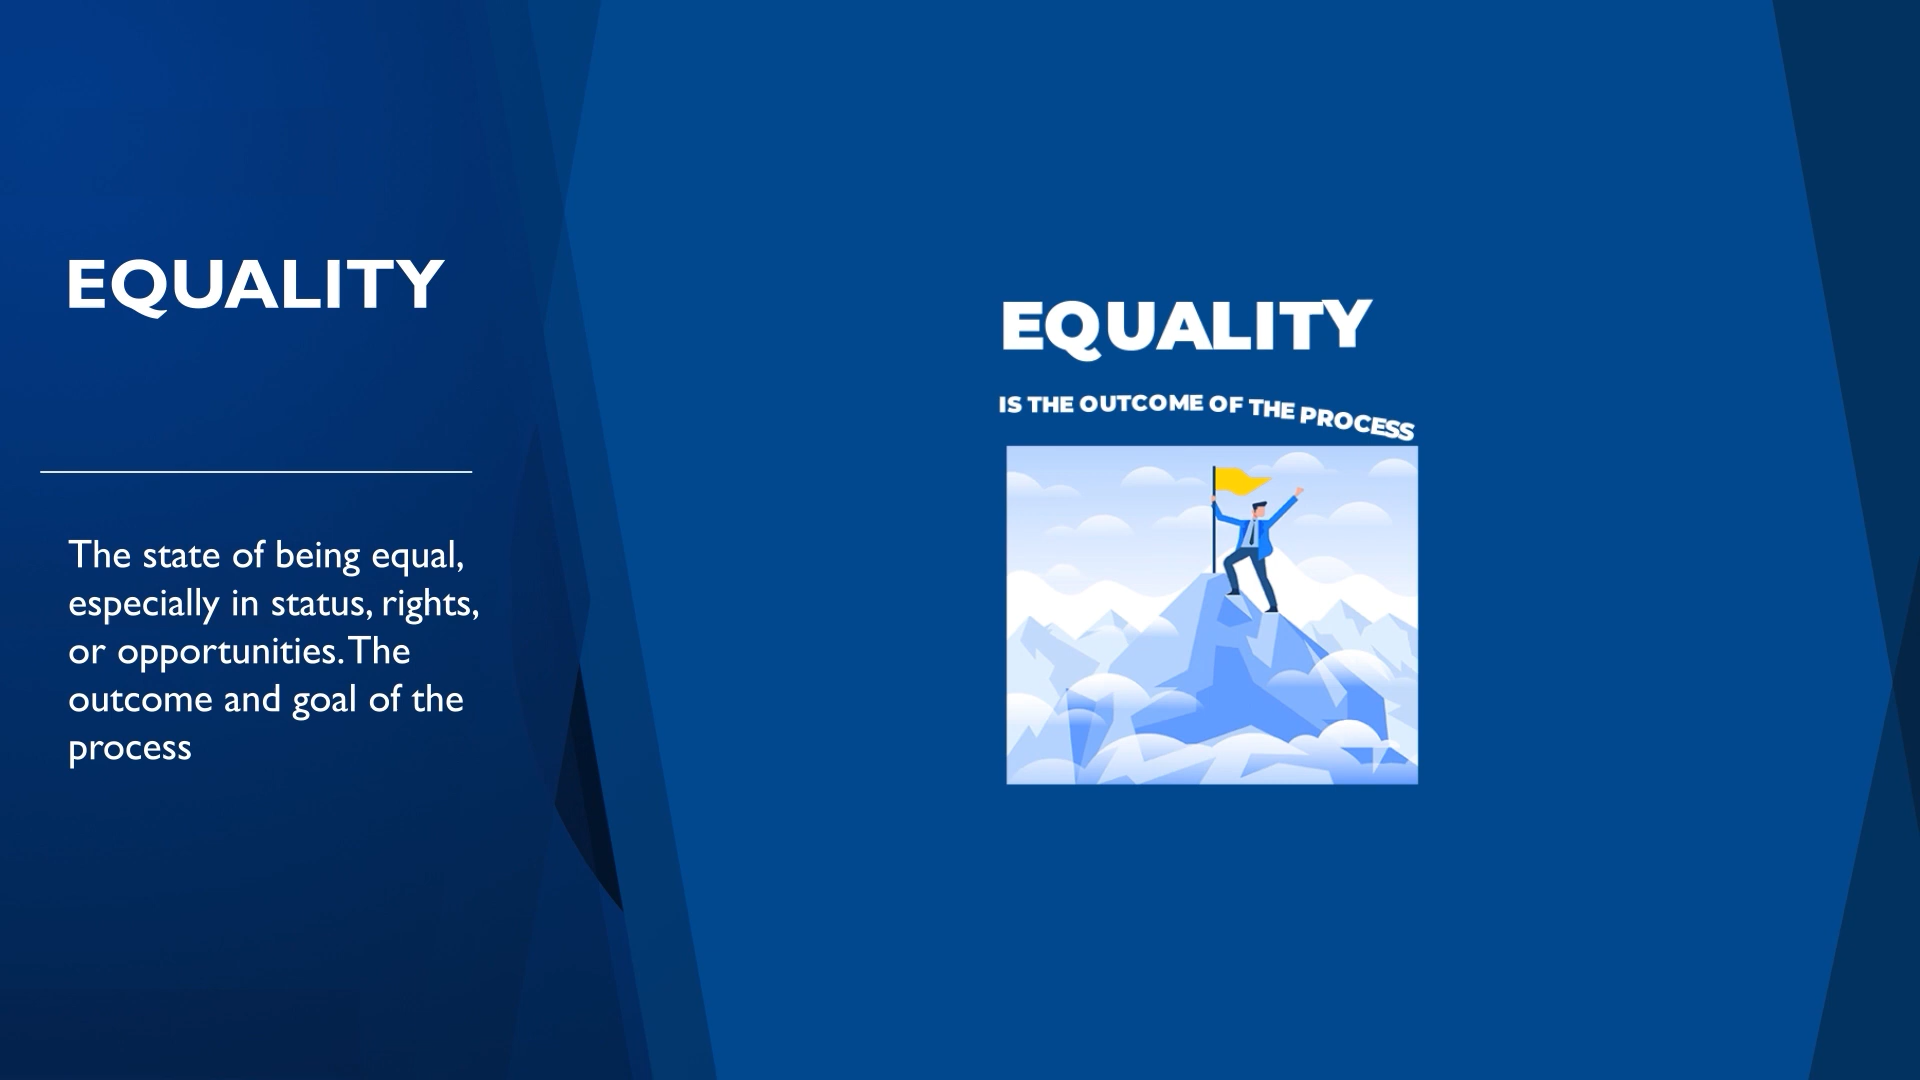 EQUALITY
The state of being equal,
especially in status, rights,
or opportunities. The
outcome and goal of the
process
EQUALITY
IS THE OUTCOME OF THE PROCESS